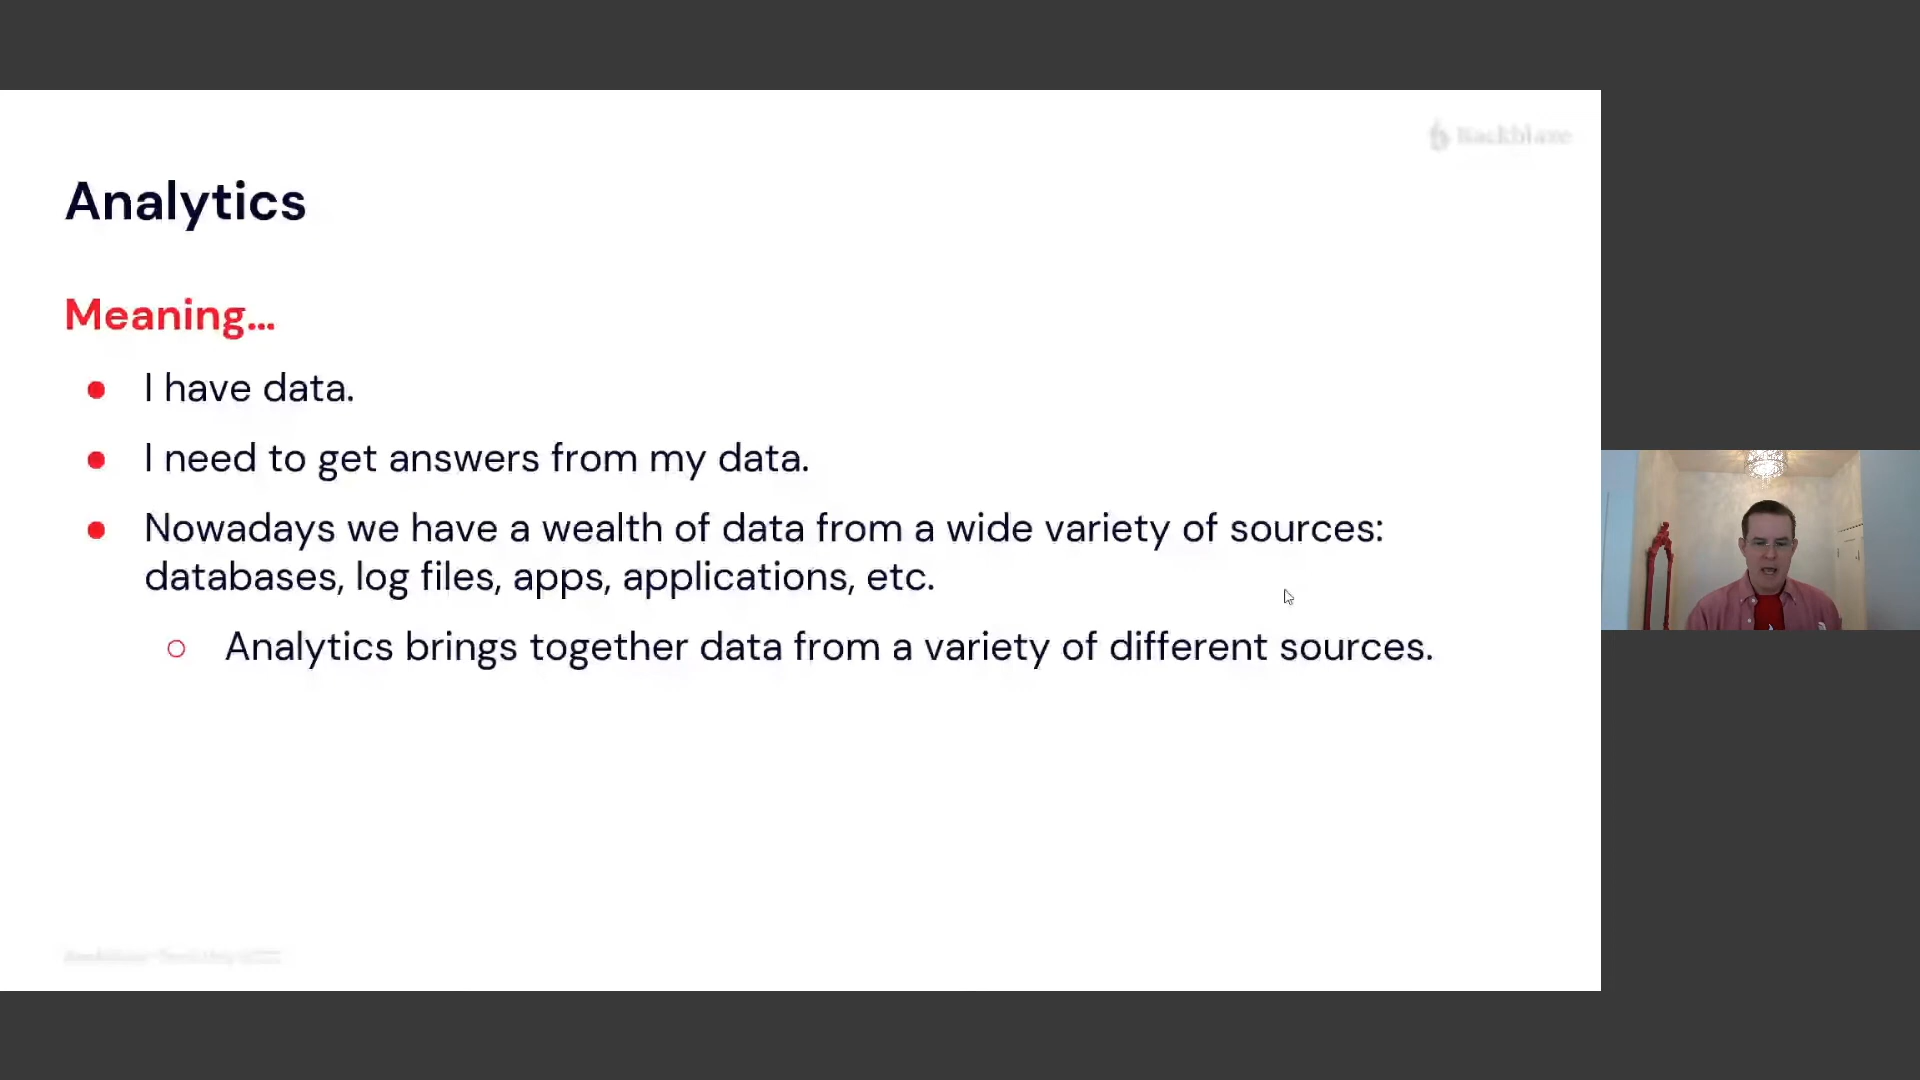 Backblaze
Analytics
Meaning...
● I have data.
● I need to get answers from my data.
● Nowadays we have a wealth of data from a wide variety of sources:
databases, log files, apps, applications, etc.
○ Analytics brings together data from a variety of different sources.